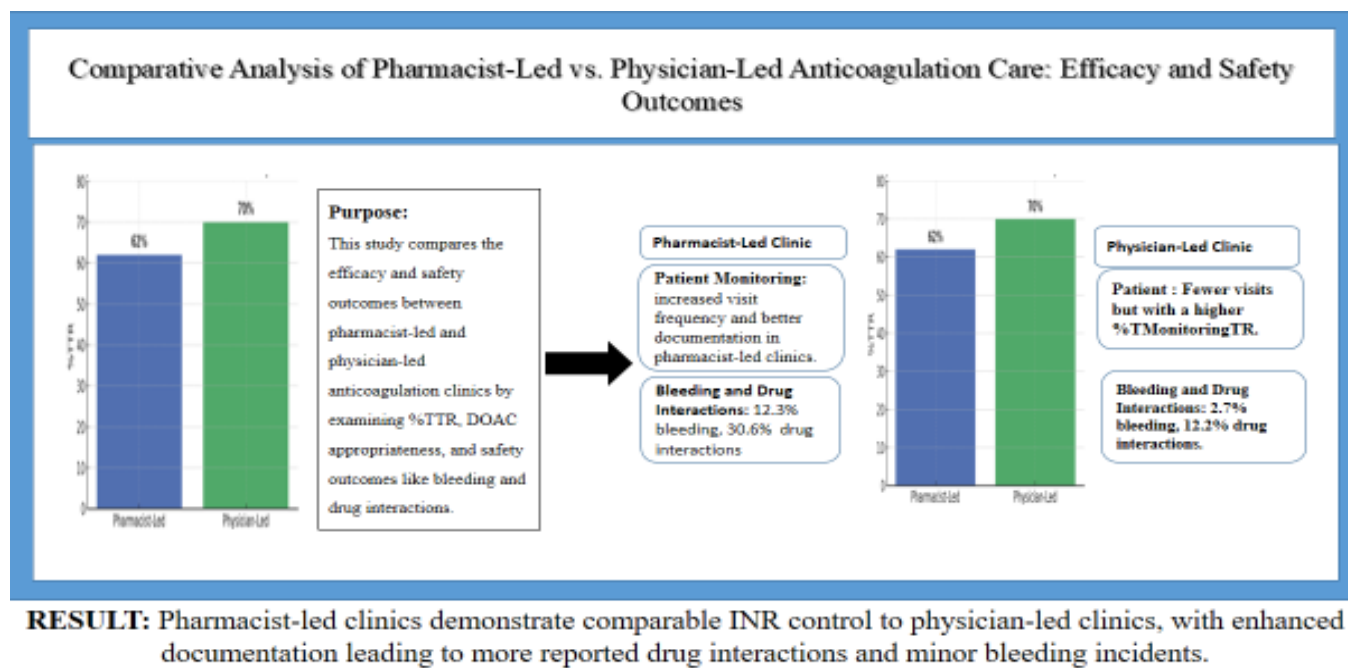 Comparative Analysis of Pharmacist-Led vs. Physician-Led Anticoagulation Care: Efficacy and Safety
Outcomes
80
70
60
50
40
30
20
10
0
%TTR
62%
70%
Pharmacist-Led
Physician-Led
Purpose:
This study compares the
efficacy and safety
outcomes between
pharmacist-led and
physician-led
anticoagulation clinics by
examining %TTR, DOAC
appropriateness, and safety
outcomes like bleeding and
drug interactions.
Pharmacist-Led Clinic
Patient Monitoring:
increased visit
frequency and better
documentation in
pharmacist-led clinics.
Bleeding and Drug
Interactions: 12.3%
bleeding, 30.6% drug
interactions
80
70
60
50
40
30
20
10
0
%TTR
62%
70%
Pharmacist-Led
Physician-Led
Physician-Led Clinic
Patient : Fewer visits
but with a higher
%TMonitoringTR.
Bleeding and Drug
Interactions: 2.7%
bleeding, 12.2% drug
interactions.
RESULT: Pharmacist-led clinics demonstrate comparable INR control to physician-led clinics, with enhanced
documentation leading to more reported drug interactions and minor bleeding incidents.